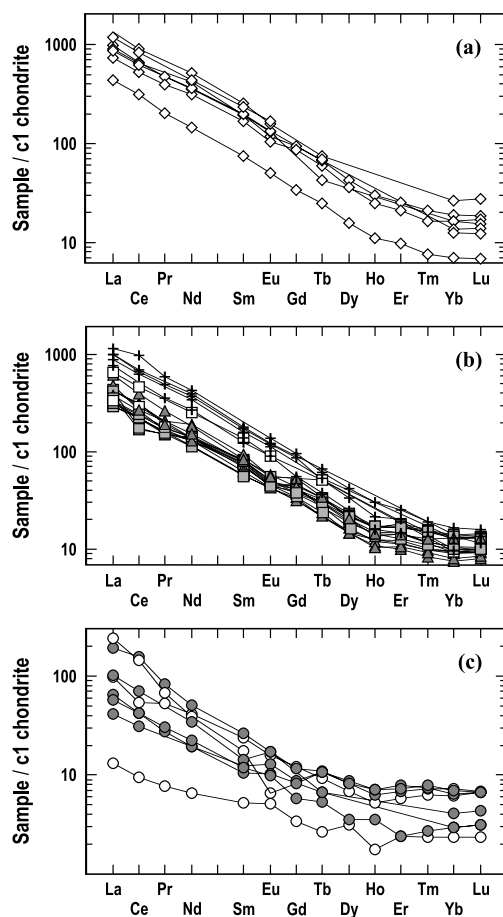 (a)
Sample / c1 chondrite
1000
100
10
La Pr Sm Gd Dy Er Yb
Ce Nd Eu Tb Ho Tm Lu
(b)
Sample / c1 chondrite
1000
100
10
La Pr Sm Gd Dy Er Yb
Ce Nd Eu Tb Ho Tm Lu
(c)
Sample / c1 chondrite
100
10
La Pr Sm Gd Dy Er Yb
Ce Nd Eu Tb Ho Tm Lu